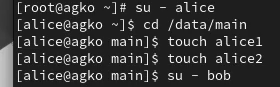 [root@agko ~]# su - alice
[alice@agko ~]$ cd /data/main
[alice@agko main]$ touch alice1
[alice@agko main]$ touch alice2
[alice@agko main]$ su - bob